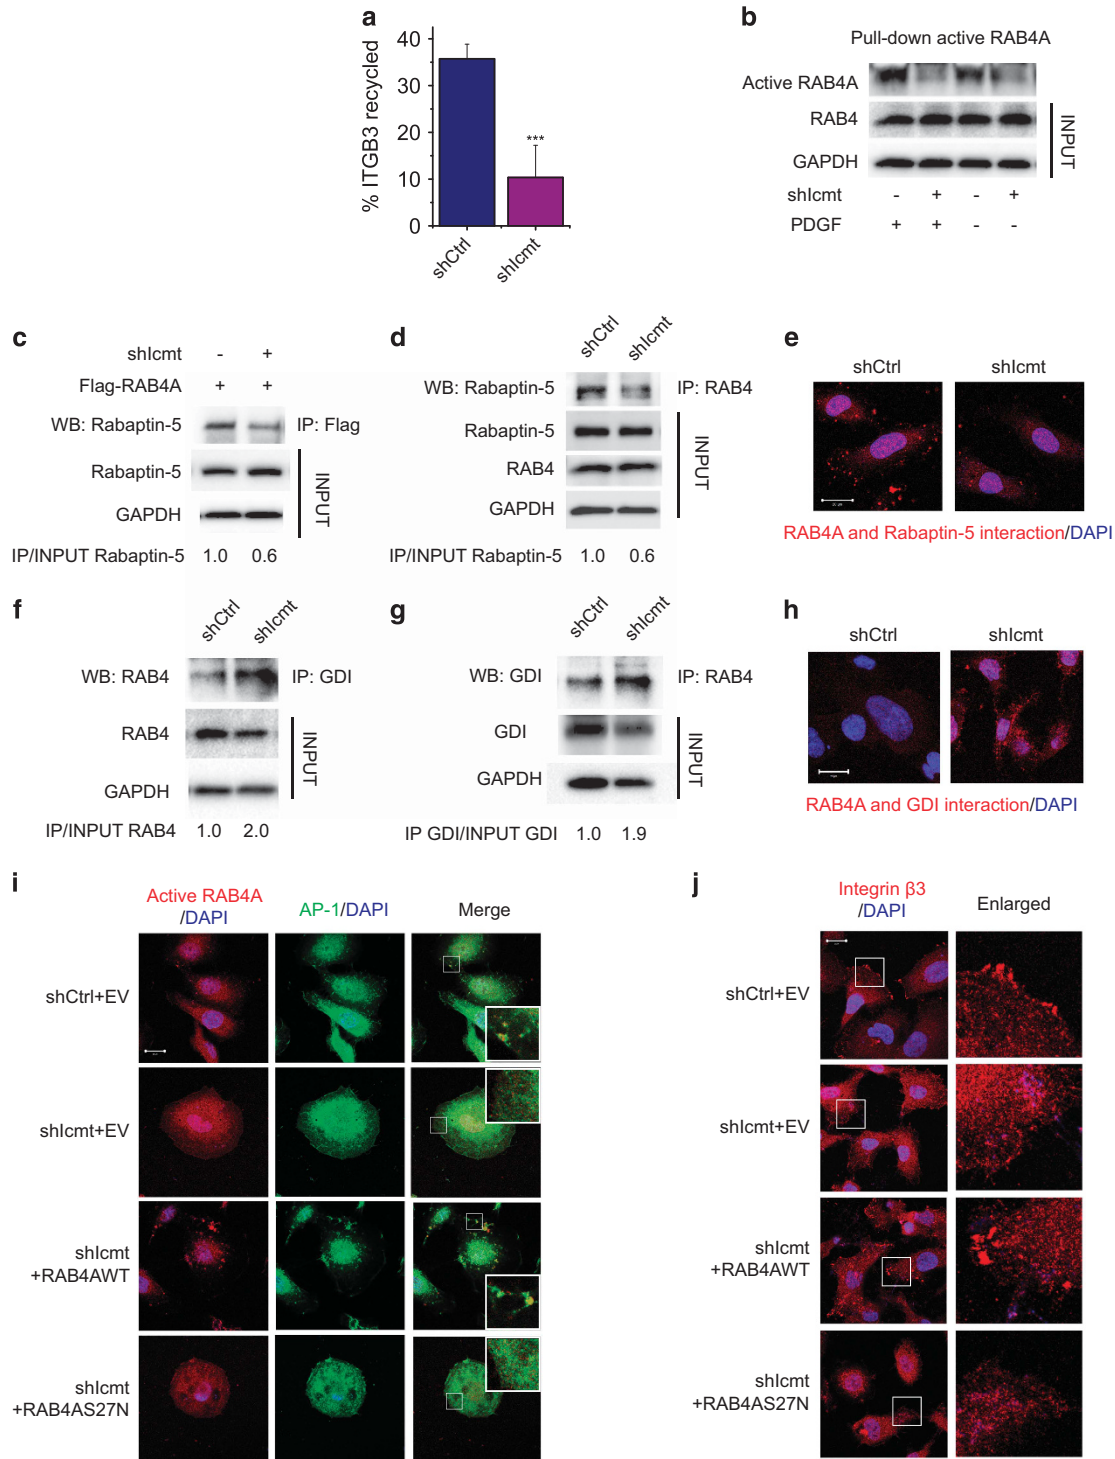 a
% ITGB3 recycled
40
30
20
10
0
***
shCtrl
shIcmt
b
Pull-down active RAB4A
Active RAB4A
RAB4
GAPDH
INPUT
shIcmt - + - +
PDGF + + - -
c
shIcmt - +
Flag-RAB4A + +
WB: Rabaptin-5 IP: Flag
Rabaptin-5
GAPDH
INPUT
IP/INPUT Rabaptin-5 1.0 0.6
d
shCtrl shIcmt
WB: Rabaptin-5 IP: RAB4
Rabaptin-5
RAB4
GAPDH
INPUT
IP/INPUT Rabaptin-5 1.0 0.6
e
shCtrl shIcmt
RAB4A and Rabaptin-5 interaction/DAPI
f
shCtrl shIcmt
WB: RAB4 IP: GDI
RAB4
GAPDH
INPUT
IP/INPUT RAB4 1.0 2.0
g
shCtrl shIcmt
WB: GDI IP: RAB4
GDI
GAPDH
INPUT
IP GDI/INPUT GDI 1.0 1.9
h
shCtrl shIcmt
RAB4A and GDI interaction/DAPI
i
Active RAB4A
/DAPI
AP-1/DAPI
Merge
shCtrl+EV
shIcmt+EV
shIcmt
+RAB4AWT
shIcmt
+RAB4AS27N
j
Integrin β3
/DAPI
Enlarged
shCtrl+EV
shIcmt+EV
shIcmt
+RAB4AWT
shIcmt
+RAB4AS27N